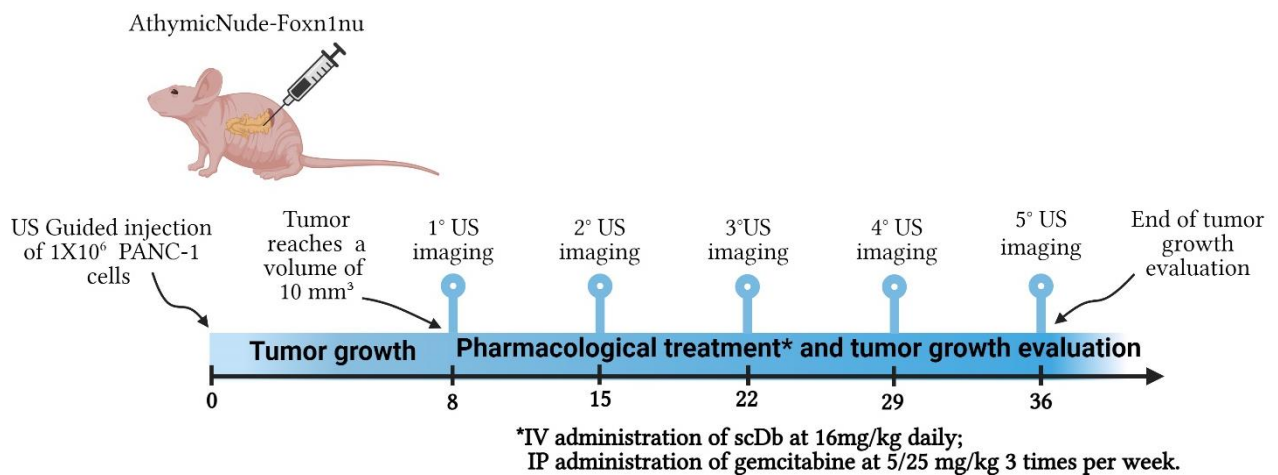 AthymicNude-Foxn1nu
US Guided injection
of 1X10⁶ PANC-1
cells
Tumor
reaches a
volume of
10 mm³
1° US
imaging
2° US
imaging
3°US
imaging
4° US
imaging
5° US
imaging
End of tumor
growth
evaluation
Tumor growth
Pharmacological treatment* and tumor growth evaluation
0
8
15
22
29
36
*IV administration of scDb at 16mg/kg daily;
IP administration of gemcitabine at 5/25 mg/kg 3 times per week.